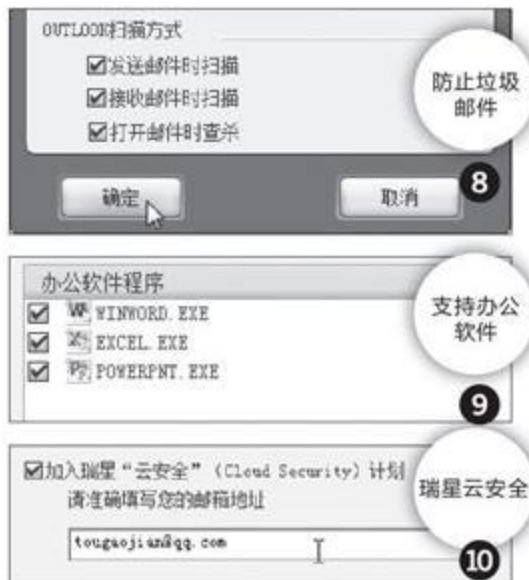 OUTLOOK扫描方式
发送邮件时扫描
接收邮件时扫描
打开邮件时查杀
防止垃圾
邮件
确定
取消
8
办公软件程序
WINWORD.EXE
EXCEL.EXE
POWERPNT.EXE
支持办公
软件
9
加入瑞星“云安全”(Cloud Security)计划
请准确填写您的邮箱地址
tougaojian@qq.com
瑞星云安全
10